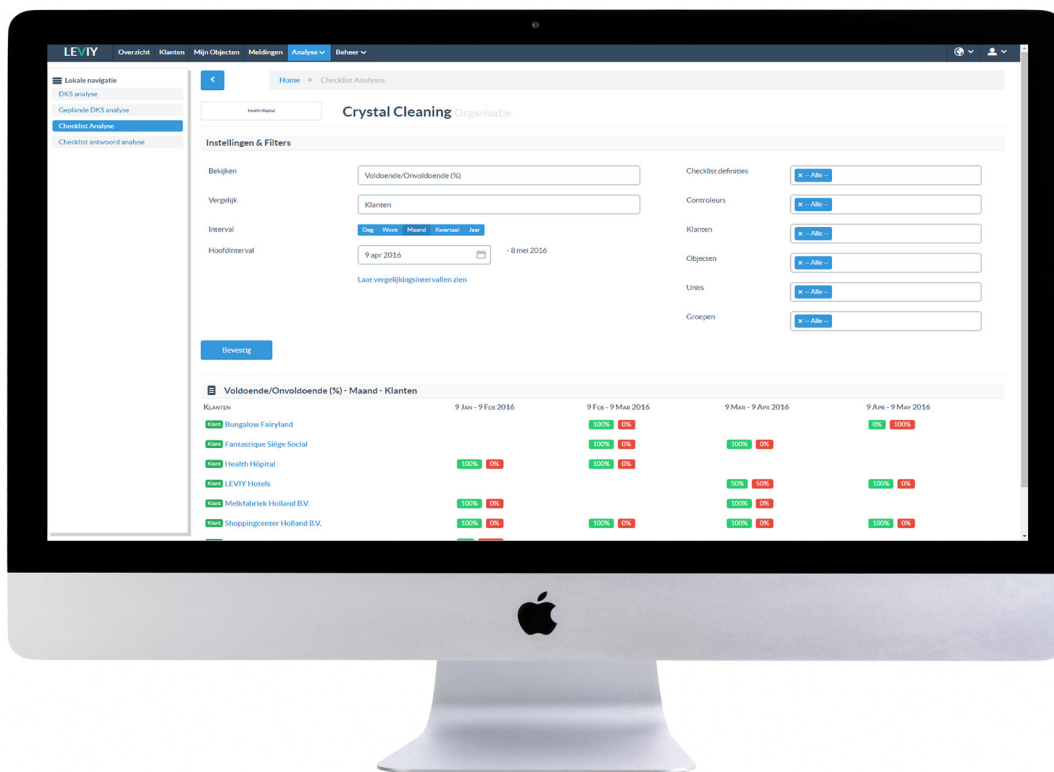 LEVIY Overzicht Klanten Mijn Objecten Meldingen Analyse Beheer
Lokale navigatie
DKS analyse
Geplande DKS analyse
Checklist Analyse
Checklist antwoord analyse
Home Checklist Analyses
Health Hôpital
Crystal Cleaning Organisatie
Instellingen & Filters
Bekijken Voldoende/Onvoldoende (%)
Vergelijk Klanten
Interval Dag Week Maand Kwartaal Jaar
Hoofdinterval 9 apr 2016 - 8 mei 2016
Laat vergelijkingsintervallen zien
Checklist definities × -- Alle --
Controleurs × -- Alle --
Klanten × -- Alle --
Objecten × -- Alle --
Units × -- Alle --
Groepen × -- Alle --
Bevestig
Voldoende/Onvoldoende (%) - Maand - Klanten
Klanten 9 Jan - 9 Feb 2016 9 Feb - 9 Mar 2016 9 Mar - 9 Apr 2016 9 Apr - 9 May 2016
Klant Bungalow Fairyland 100% 0% 0% 100%
Klant Fantastique Siège Social 100% 0% 100% 0%
Klant Health Hôpital 100% 0% 100% 0%
Klant LEVIY Hotels 50% 50% 100% 0%
Klant Melkfabriek Holland B.V. 100% 0% 100% 0%
Klant Shoppingcenter Holland B.V. 100% 0% 100% 0% 100% 0% 100% 0%